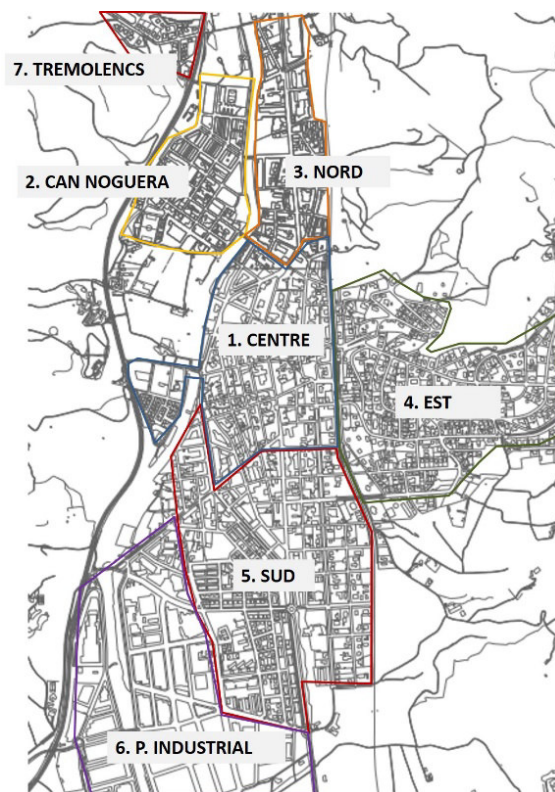 7. TREMOLENCS
2. CAN NOGUERA
3. NORD
1. CENTRE
4. EST
5. SUD
6. P. INDUSTRIAL